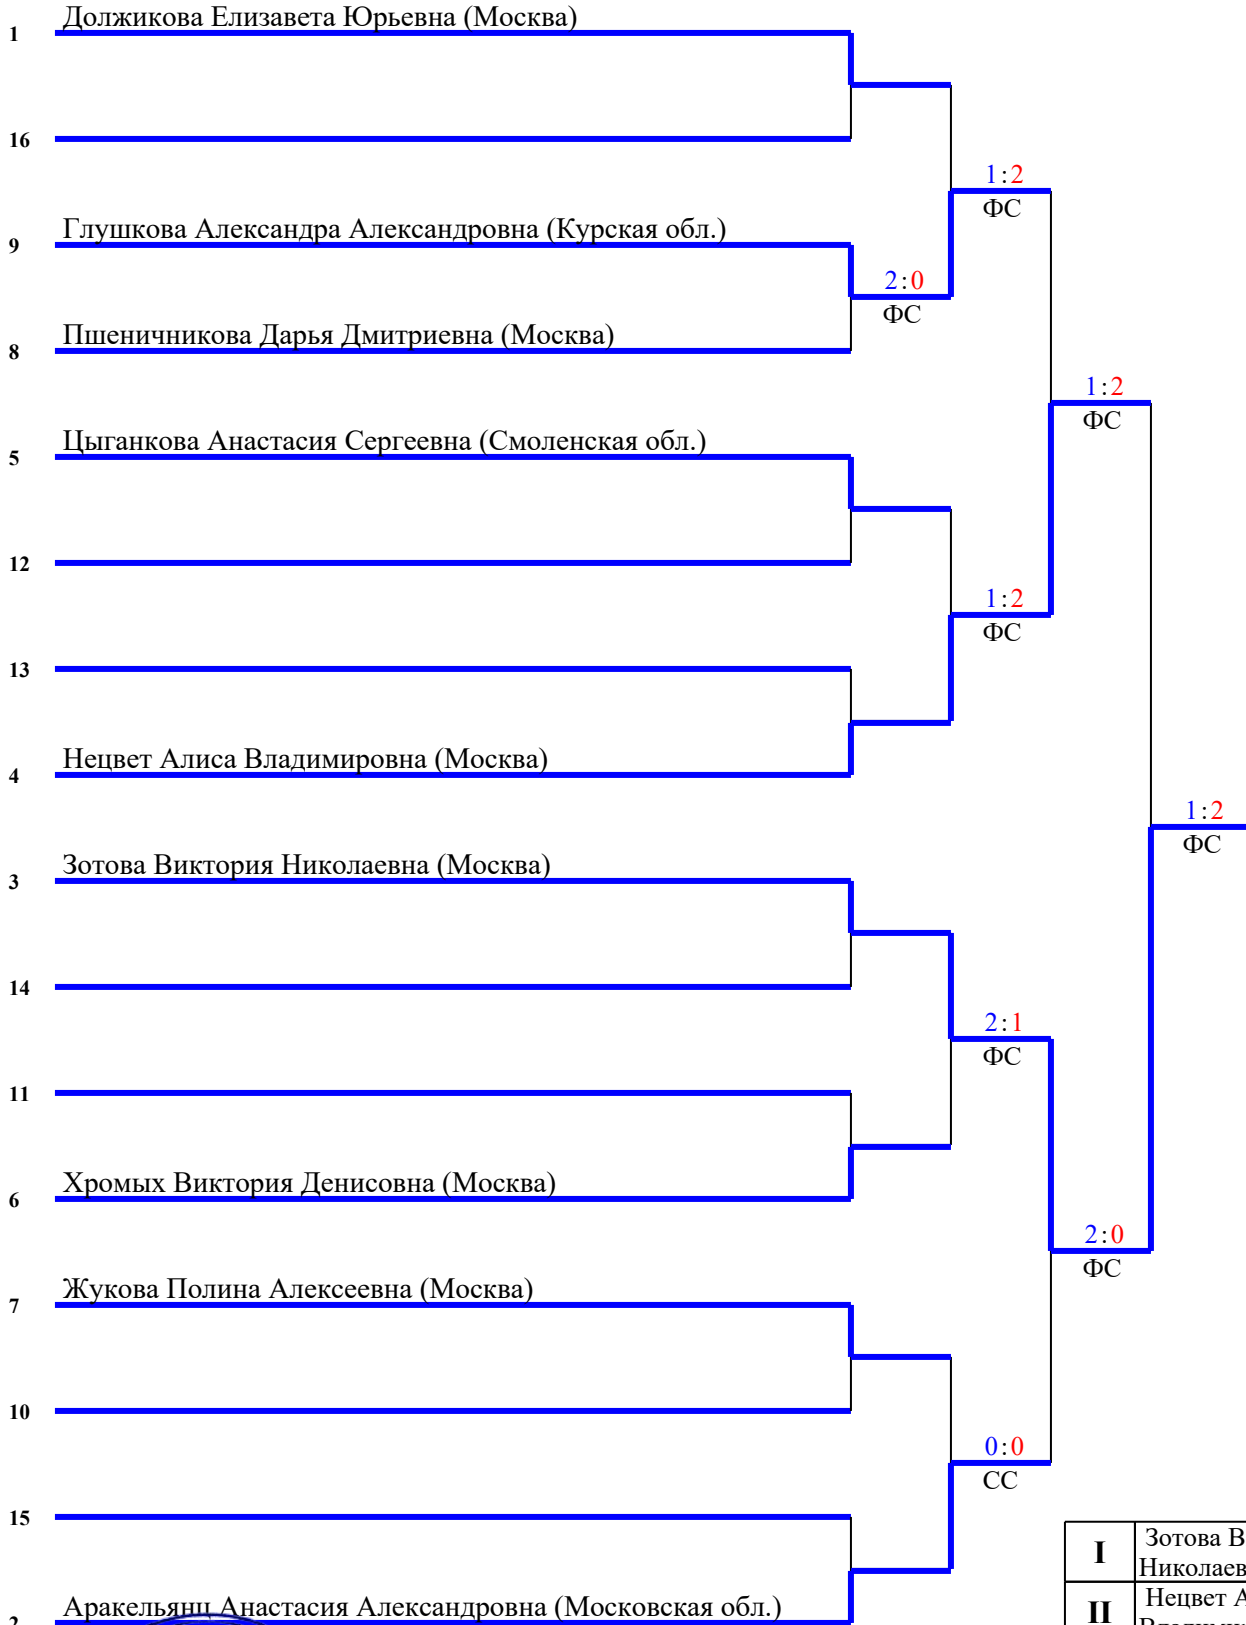 Должикова Елизавета Юрьевна (Москва)
1
16
1:2
ФС
Глушкова Александра Александровна (Курская обл.)
9
2:0
ФС
Пшеничникова Дарья Дмитриевна (Москва)
8
1:2
ФС
Цыганкова Анастасия Сергеевна (Смоленская обл.)
5
12
1:2
ФС
13
Нецвет Алиса Владимировна (Москва)
4
1:2
ФС
Зотова Виктория Николаевна (Москва)
3
14
2:1
ФС
11
Хромых Виктория Денисовна (Москва)
6
2:0
ФС
Жукова Полина Алексеевна (Москва)
7
10
0:0
СС
15
I
Зотова В
Николаев
Аракельянц Анастасия Александровна (Московская обл.)
2
II
Нецвет А